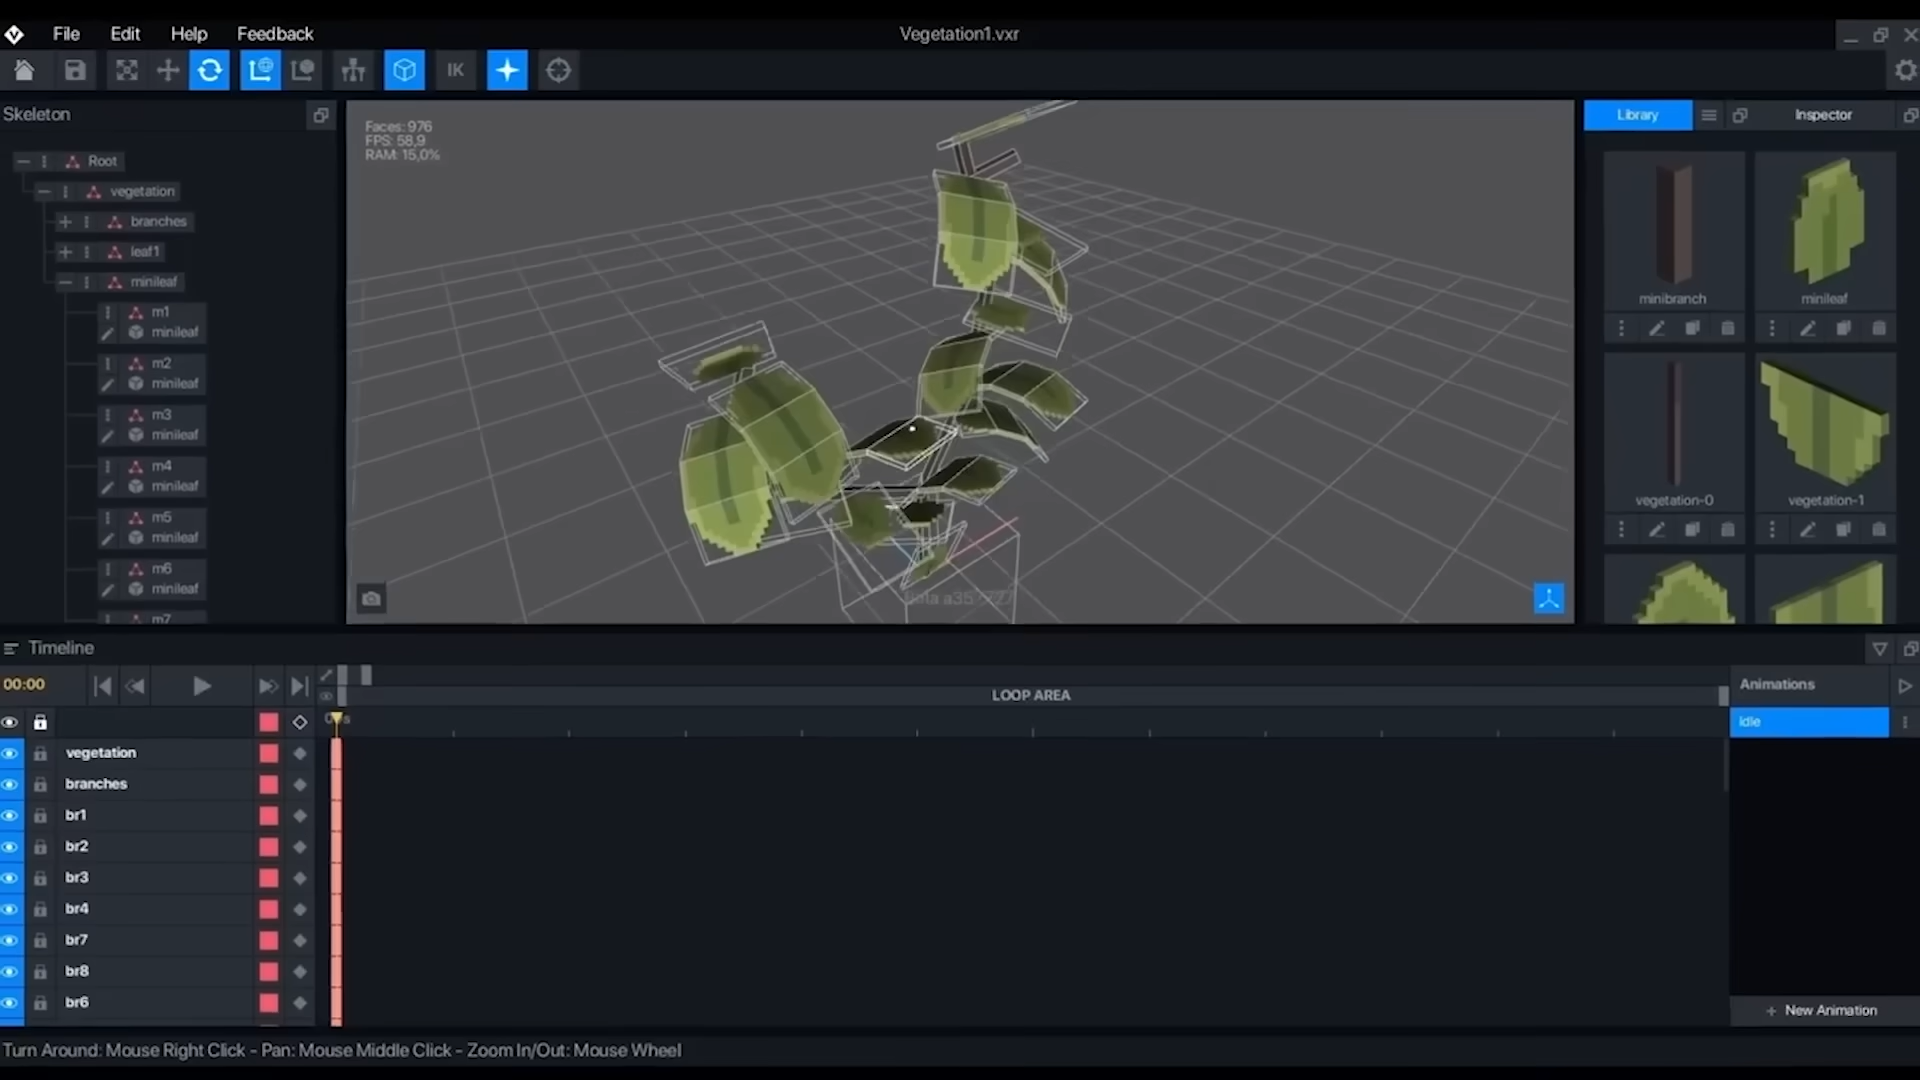 File Edit Help Feedback
Vegetation1.vxr
IK
Skeleton
Root
vegetation
branches
leaf1
minileaf
m1
minileaf
m2
minileaf
m3
minileaf
m4
minileaf
m5
minileaf
m6
minileaf
m7
Faces: 976
FPS: 58,9
RAM: 15,0%
Library
Inspector
minibranch
minileaf
vegetation-0
vegetation-1
Timeline
00:00
LOOP AREA
Animations
Idle
vegetation
branches
br1
br2
br3
br4
br7
br8
br6
+ New Animation
Turn Around: Mouse Right Click - Pan: Mouse Middle Click - Zoom In/Out: Mouse Wheel